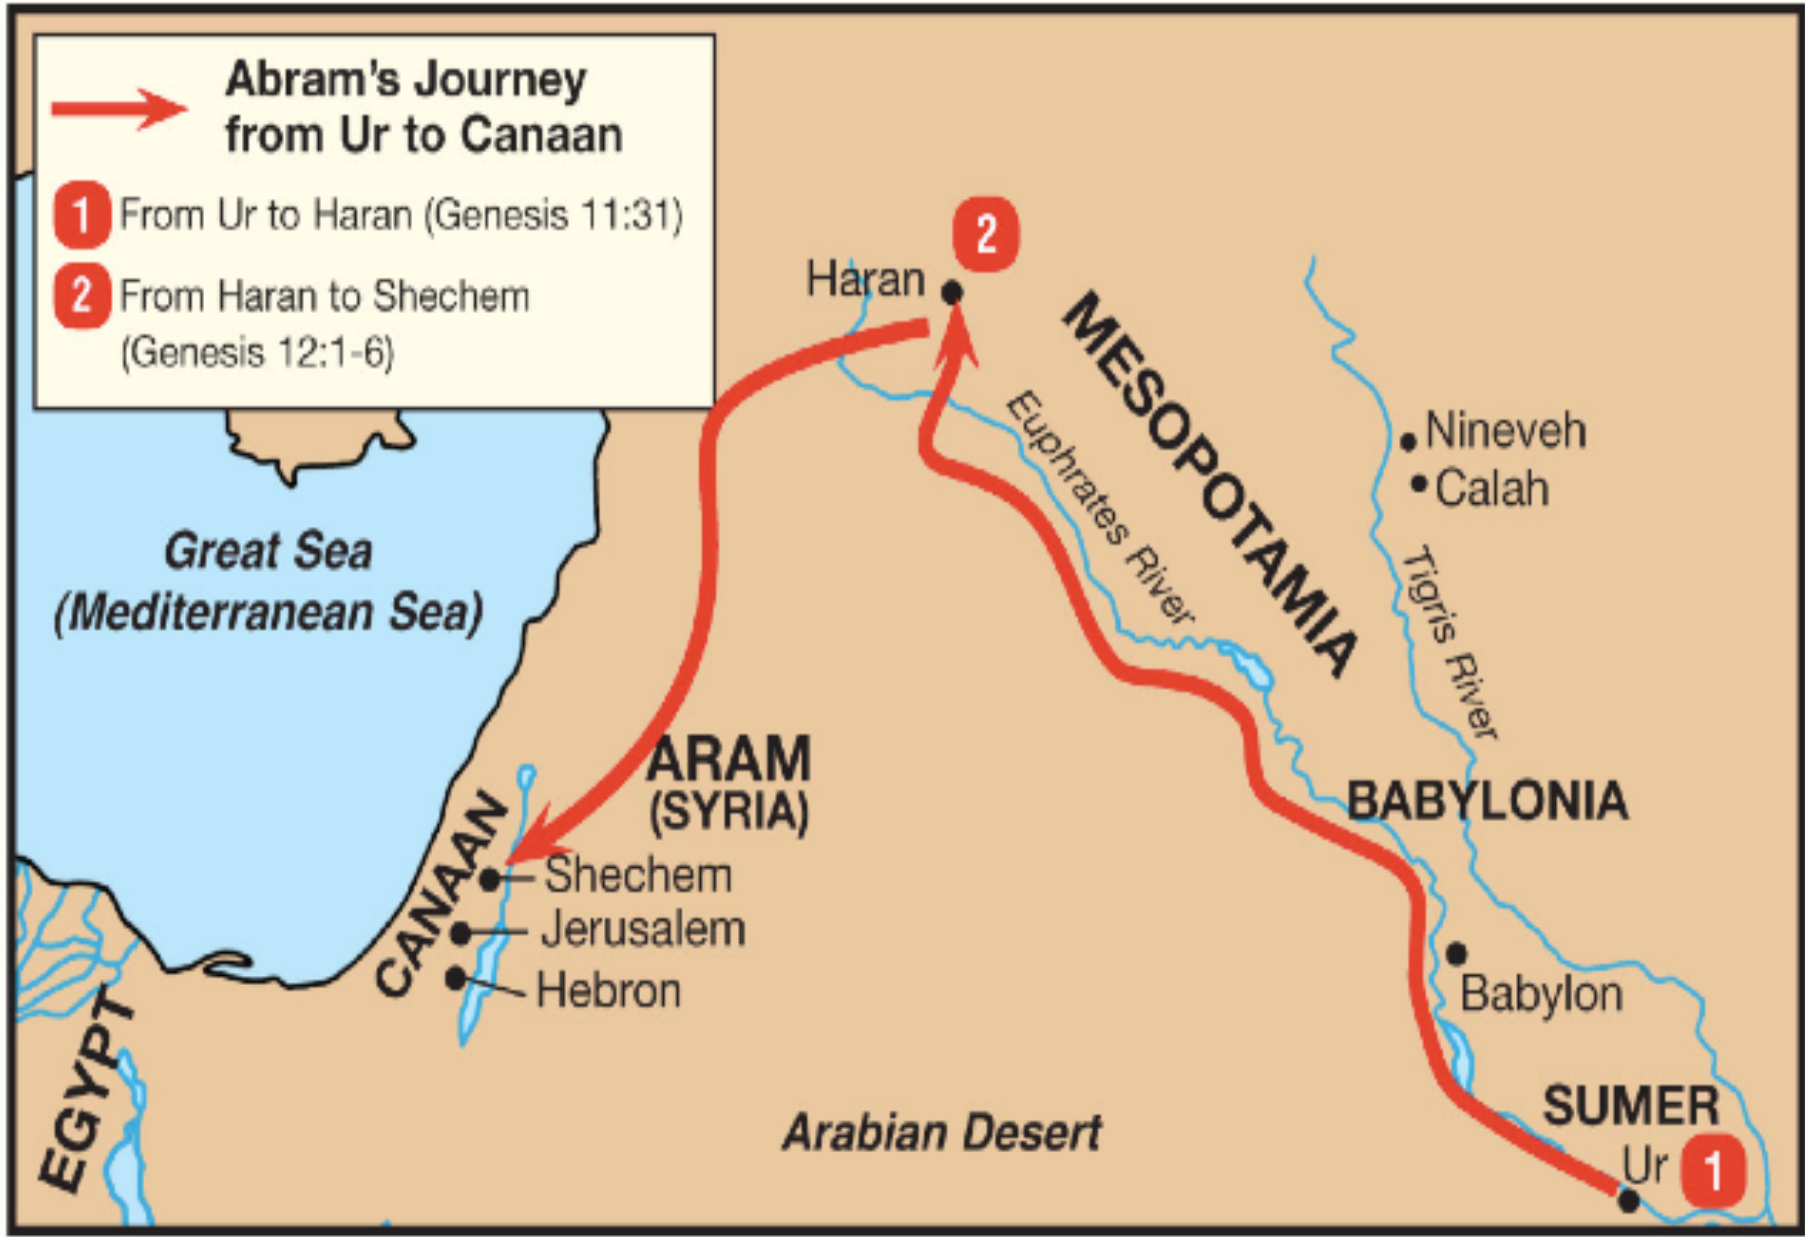 Abram's Journey
from Ur to Canaan
1 From Ur to Haran (Genesis 11:31)
2 From Haran to Shechem
(Genesis 12:1-6)
2
Haran
MESOPOTAMIA
Euphrates River
Nineveh
Calah
Tigris River
Great Sea
(Mediterranean Sea)
ARAM
(SYRIA)
BABYLONIA
CANAAN
Shechem
Jerusalem
Hebron
Babylon
EGYPT
Arabian Desert
SUMER
Ur 1